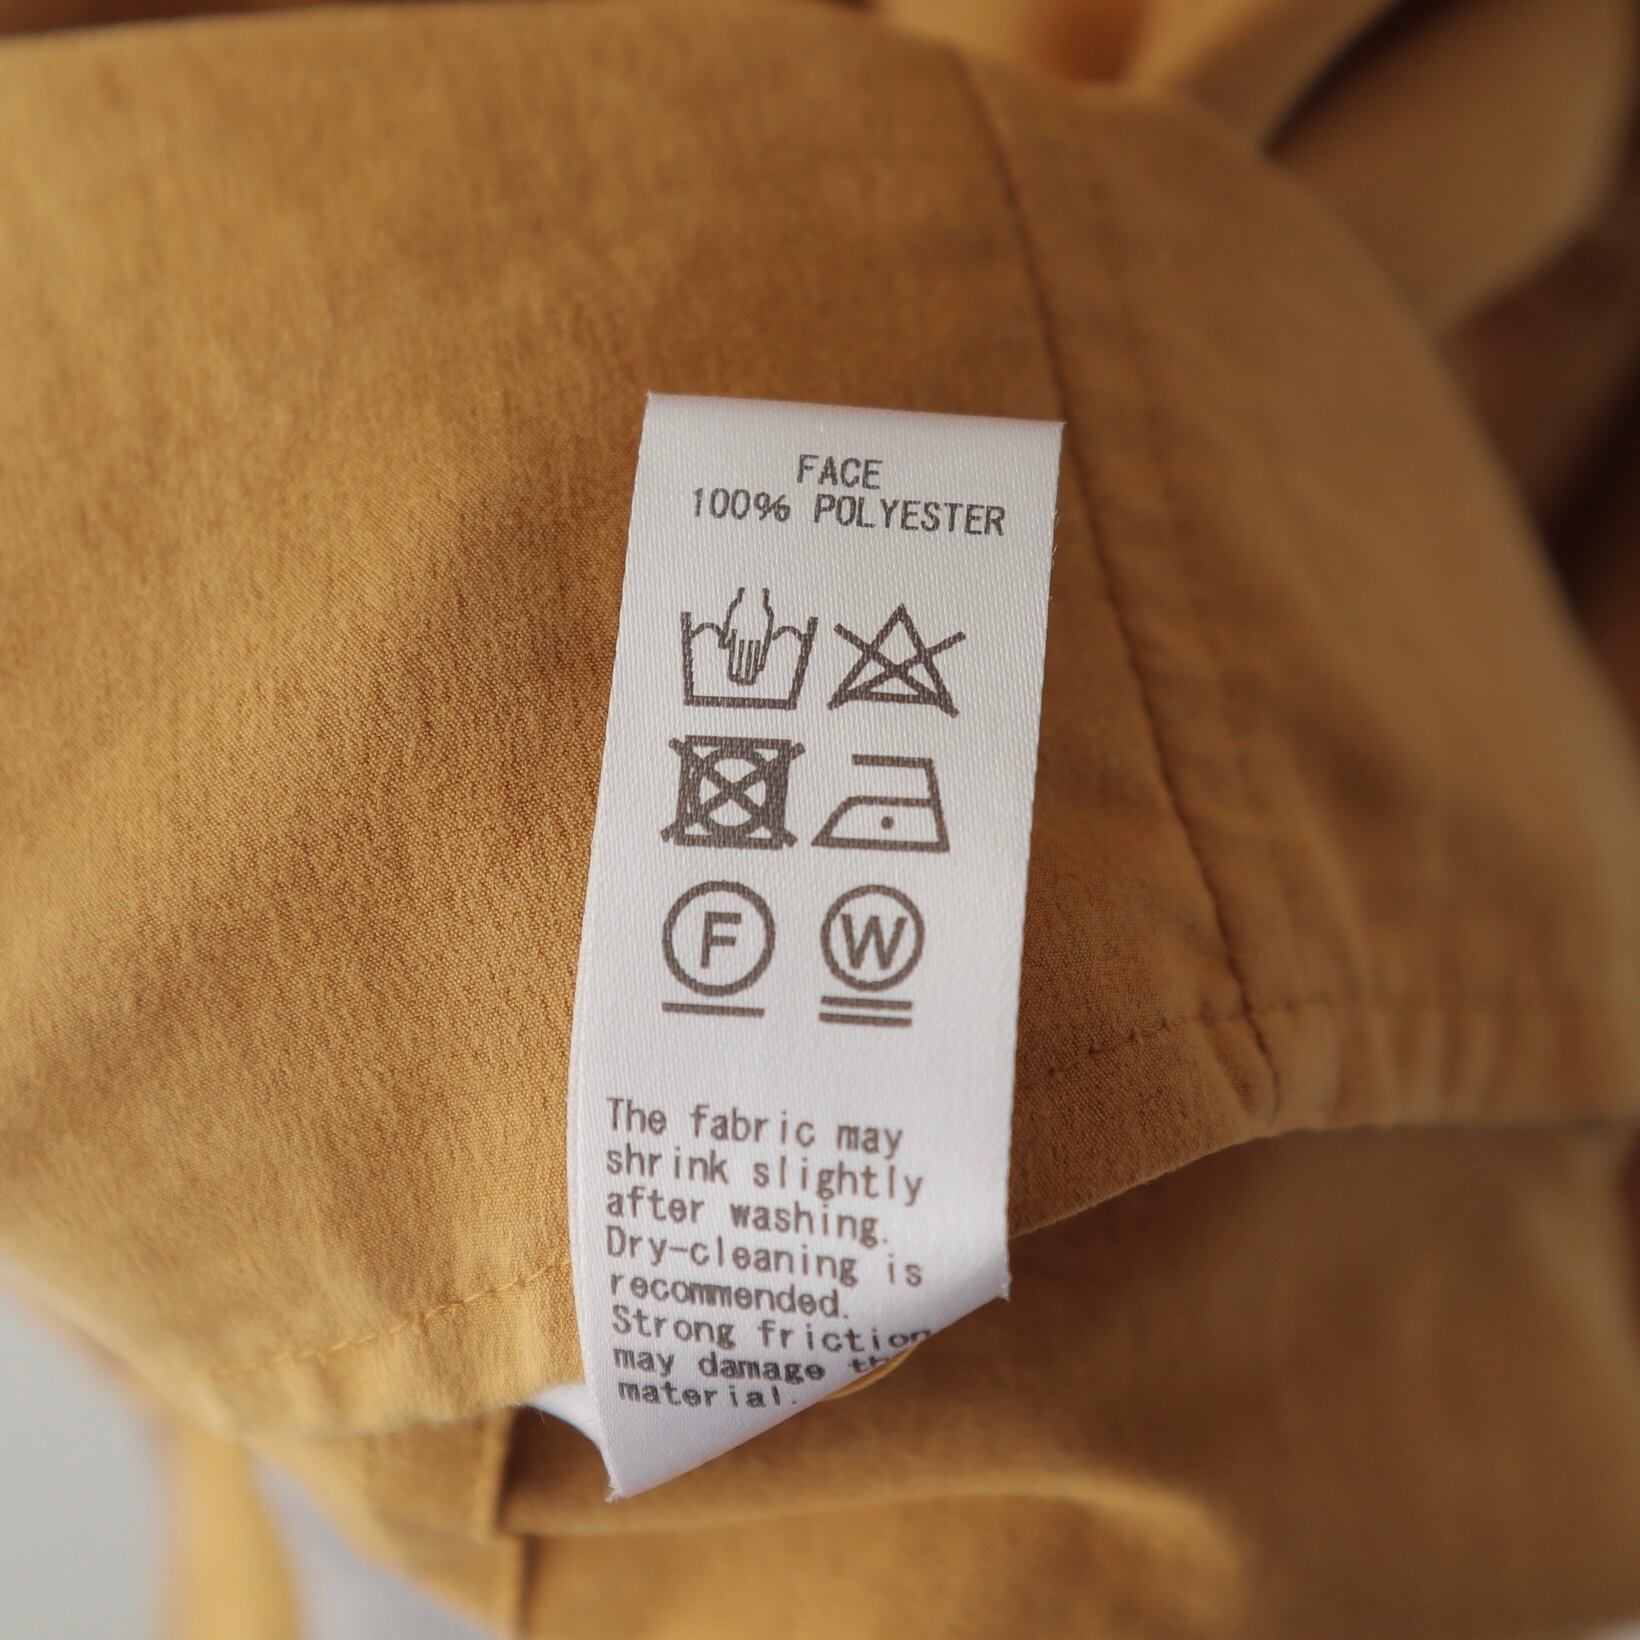 FACE
100% POLYESTER
F W
The fabric may
shrink slightly
after washing.
Dry-cleaning is
recommended.
Strong friction
may damage the
material.